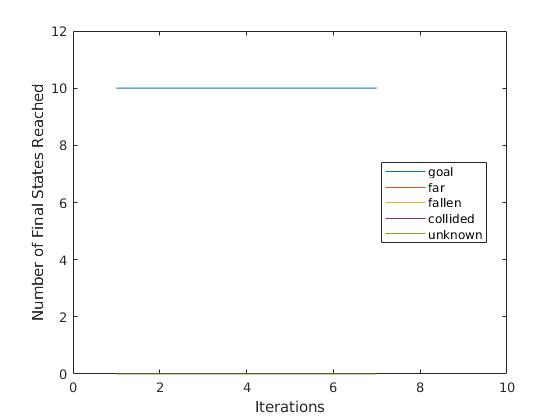 12
10
8
6
4
2
0
Number of Final States Reached
goal
far
fallen
collided
unknown
0 2 4 6 8 10
Iterations